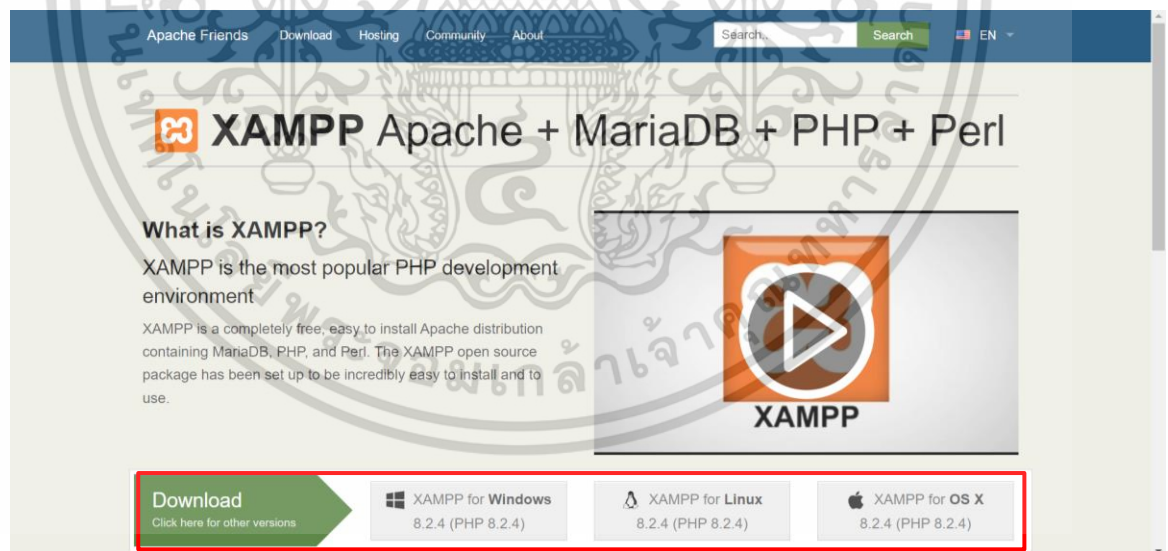 Apache Friends Download Hosting Community About Search... Search EN
XAMPP Apache + MariaDB + PHP + Perl
What is XAMPP?
XAMPP is the most popular PHP development
environment
XAMPP is a completely free, easy to install Apache distribution
containing MariaDB, PHP, and Perl. The XAMPP open source
package has been set up to be incredibly easy to install and to
use.
XAMPP
Download
Click here for other versions
XAMPP for Windows
8.2.4 (PHP 8.2.4)
XAMPP for Linux
8.2.4 (PHP 8.2.4)
XAMPP for OS X
8.2.4 (PHP 8.2.4)